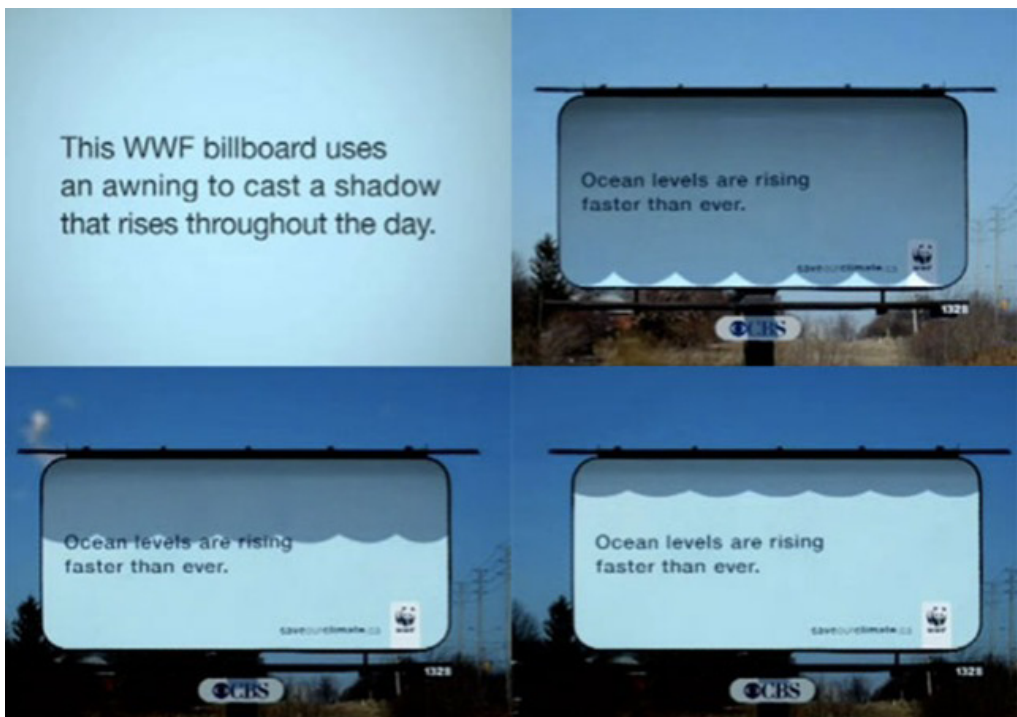 This WWF billboard uses
an awning to cast a shadow
that rises throughout the day.
Ocean levels are rising
faster than ever.
saveourclimate.ca
WWF
1328
CBS
Ocean levels are rising
faster than ever.
saveourclimate.ca
WWF
1328
CBS
Ocean levels are rising
faster than ever.
saveourclimate.ca
WWF
1328
CBS